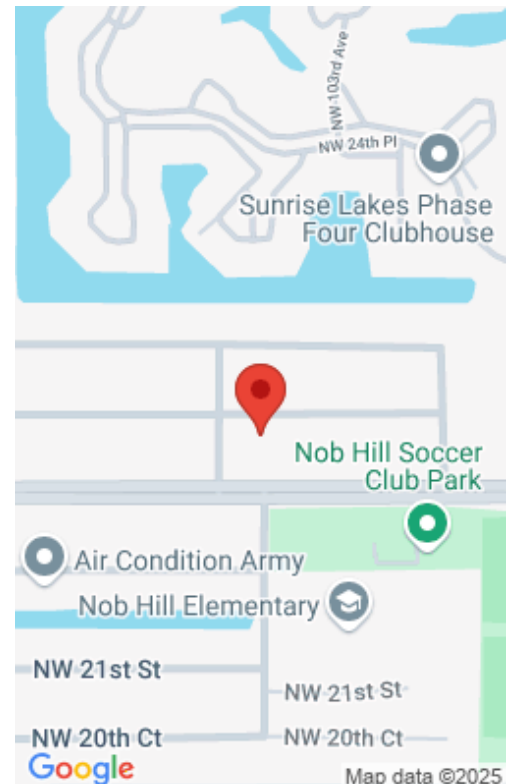 NW 103rd Ave
NW 24th Pl
Sunrise Lakes Phase
Four Clubhouse
Nob Hill Soccer
Club Park
Air Condition Army
Nob Hill Elementary
NW 21st St
NW 21st St
NW 20th Ct
NW 20th Ct
Google
Map data ©2025